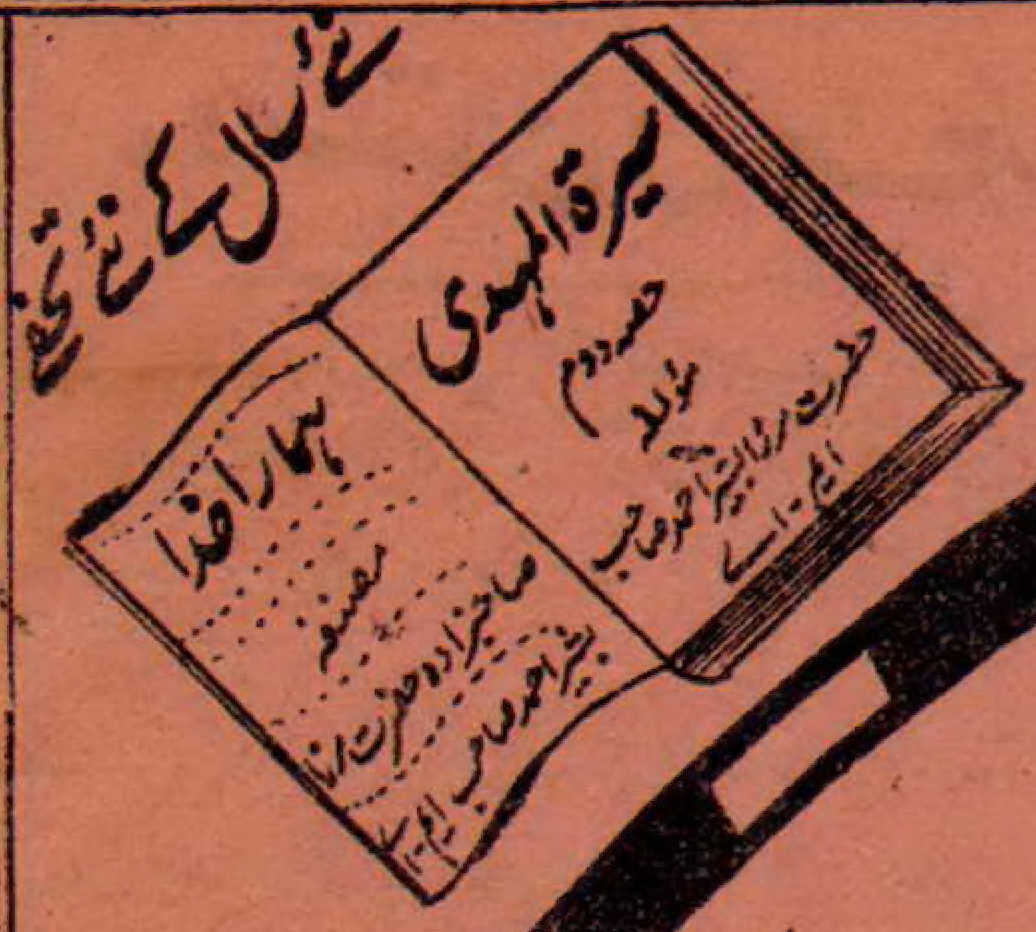 نئے سال کے نئے تحفے
سیرۃ المہدی
حصہ دوم
مؤلفہ
حضرت مرزا بشیر احمد صاحب
ایم - اے
ہمارا خدا
مصنفہ
صاحبزادہ حضرت مرزا
بشیر احمد صاحب ایم-اے